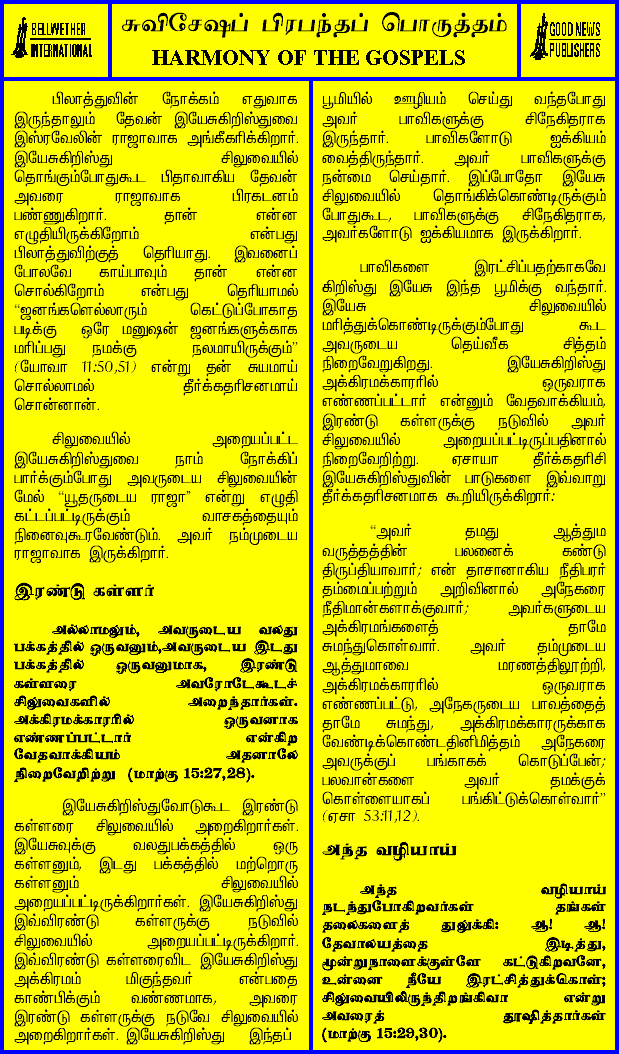 BELLWETHER
INTERNATIONAL
சுவிசேஷப் பிரபந்தப் பொருத்தம்
HARMONY OF THE GOSPELS
GOOD NEWS
PUBLISHERS
பிலாத்துவின் நோக்கம் எதுவாக
இருந்தாலும் தேவன் இயேசுகிறிஸ்துவை
இஸ்ரவேலின் ராஜாவாக அங்கீகரிக்கிறார்.
இயேசுகிறிஸ்து சிலுவையில்
தொங்கும்போதுகூட பிதாவாகிய தேவன்
அவரை ராஜாவாக பிரகடனம்
பண்ணுகிறார். தான் என்ன
எழுதியிருக்கிறோம் என்பது
பிலாத்துவிற்குத் தெரியாது. இவனைப்
போலவே காய்பாவும் தான் என்ன
சொல்கிறோம் என்பது தெரியாமல்
“ஜனங்களெல்லாரும் கெட்டுப்போகாத
படிக்கு ஒரே மனுஷன் ஜனங்களுக்காக
மரிப்பது நமக்கு நலமாயிருக்கும்”
(யோவா 11:50,51) என்று தன் சுயமாய்
சொல்லாமல் தீர்க்கதரிசனமாய்
சொன்னான்.
சிலுவையில் அறையப்பட்ட
இயேசுகிறிஸ்துவை நாம் நோக்கிப்
பார்க்கும்போது அவருடைய சிலுவையின்
மேல் “யூதருடைய ராஜா” என்று எழுதி
கட்டப்பட்டிருக்கும் வாசகத்தையும்
நினைவுகூரவேண்டும். அவர் நம்முடைய
ராஜாவாக இருக்கிறார்.
இரண்டு கள்ளர்
அல்லாமலும், அவருடைய வலது
பக்கத்தில் ஒருவனும்,அவருடைய இடது
பக்கத்தில் ஒருவனுமாக, இரண்டு
கள்ளரை அவரோடேகூடச்
சிலுவைகளில் அறைந்தார்கள்.
அக்கிரமக்காரரில் ஒருவனாக
எண்ணப்பட்டார் என்கிற
வேதவாக்கியம் அதனாலே
நிறைவேறிற்று (மாற்கு 15:27,28).
இயேசுகிறிஸ்துவோடுகூட இரண்டு
கள்ளரை சிலுவையில் அறைகிறார்கள்.
இயேசுவுக்கு வலதுபக்கத்தில் ஒரு
கள்ளனும், இடது பக்கத்தில் மற்றொரு
கள்ளனும் சிலுவையில்
அறையப்பட்டிருக்கிறார்கள். இயேசுகிறிஸ்து
இவ்விரண்டு கள்ளருக்கு நடுவில்
சிலுவையில் அறையப்பட்டிருக்கிறார்.
இவ்விரண்டு கள்ளரைவிட இயேசுகிறிஸ்து
அக்கிரமம் மிகுந்தவர் என்பதை
காண்பிக்கும் வண்ணமாக, அவரை
இரண்டு கள்ளருக்கு நடுவே சிலுவையில்
அறைகிறார்கள். இயேசுகிறிஸ்து இந்தப்
பூமியில் ஊழியம் செய்து வந்தபோது
அவர் பாவிகளுக்கு சிநேகிதராக
இருந்தார். பாவிகளோடு ஐக்கியம்
வைத்திருந்தார். அவர் பாவிகளுக்கு
நன்மை செய்தார். இப்போதோ இயேசு
சிலுவையில் தொங்கிக்கொண்டிருக்கும்
போதுகூட, பாவிகளுக்கு சிநேகிதராக,
அவர்களோடு ஐக்கியமாக இருக்கிறார்.
பாவிகளை இரட்சிப்பதற்காகவே
கிறிஸ்து இயேசு இந்த பூமிக்கு வந்தார்.
இயேசு சிலுவையில்
மரித்துக்கொண்டிருக்கும்போது கூட
அவருடைய தெய்வீக சித்தம்
நிறைவேறுகிறது. இயேசுகிறிஸ்து
அக்கிரமக்காரரில் ஒருவராக
எண்ணப்பட்டார் என்னும் வேதவாக்கியம்,
இரண்டு கள்ளருக்கு நடுவில் அவர்
சிலுவையில் அறையப்பட்டிருப்பதினால்
நிறைவேறிற்று. ஏசாயா தீர்க்கதரிசி
இயேசுகிறிஸ்துவின் பாடுகளை இவ்வாறு
தீர்க்கதரிசனமாக கூறியிருக்கிறார்:
“அவர் தமது ஆத்தும
வருத்தத்தின் பலனைக் கண்டு
திருப்தியாவார்; என் தாசனாகிய நீதிபரர்
தம்மைப்பற்றும் அறிவினால் அநேகரை
நீதிமான்களாக்குவார்; அவர்களுடைய
அக்கிரமங்களைத் தாமே
சுமந்துகொள்வார். அவர் தம்முடைய
ஆத்துமாவை மரணத்திலூற்றி,
அக்கிரமக்காரரில் ஒருவராக
எண்ணப்பட்டு, அநேகருடைய பாவத்தைத்
தாமே சுமந்து, அக்கிரமக்காரருக்காக
வேண்டிக்கொண்டதினிமித்தம் அநேகரை
அவருக்குப் பங்காகக் கொடுப்பேன்;
பலவான்களை அவர் தமக்குக்
கொள்ளையாகப் பங்கிட்டுக்கொள்வார்”
(ஏசா 53:11,12).
அந்த வழியாய்
அந்த வழியாய்
நடந்துபோகிறவர்கள் தங்கள்
தலைகளைத் துலுக்கி: ஆ! ஆ!
தேவாலயத்தை இடித்து,
மூன்றுநாளைக்குள்ளே கட்டுகிறவனே,
உன்னை நீயே இரட்சித்துக்கொள்;
சிலுவையிலிருந்திறங்கிவா என்று
அவரைத் தூஷித்தார்கள்
(மாற்கு 15:29,30).